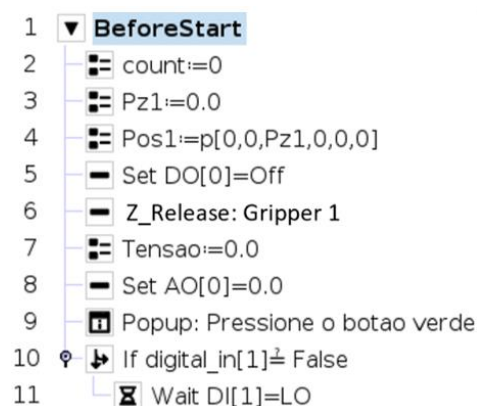 1 BeforeStart
2 count:=0
3 Pz1:=0.0
4 Pos1:=p[0,0,Pz1,0,0,0]
5 Set DO[0]=Off
6 Z_Release: Gripper 1
7 Tensao:=0.0
8 Set AO[0]=0.0
9 Popup: Pressione o botao verde
10 If digital_in[1]≟ False
11 Wait DI[1]=LO